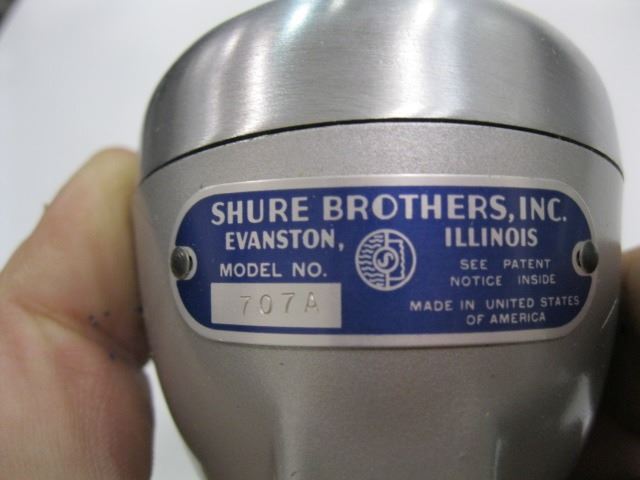 SHURE BROTHERS, INC.
EVANSTON, ILLINOIS
MODEL NO.
707A
SEE PATENT
NOTICE INSIDE
MADE IN UNITED STATES
OF AMERICA